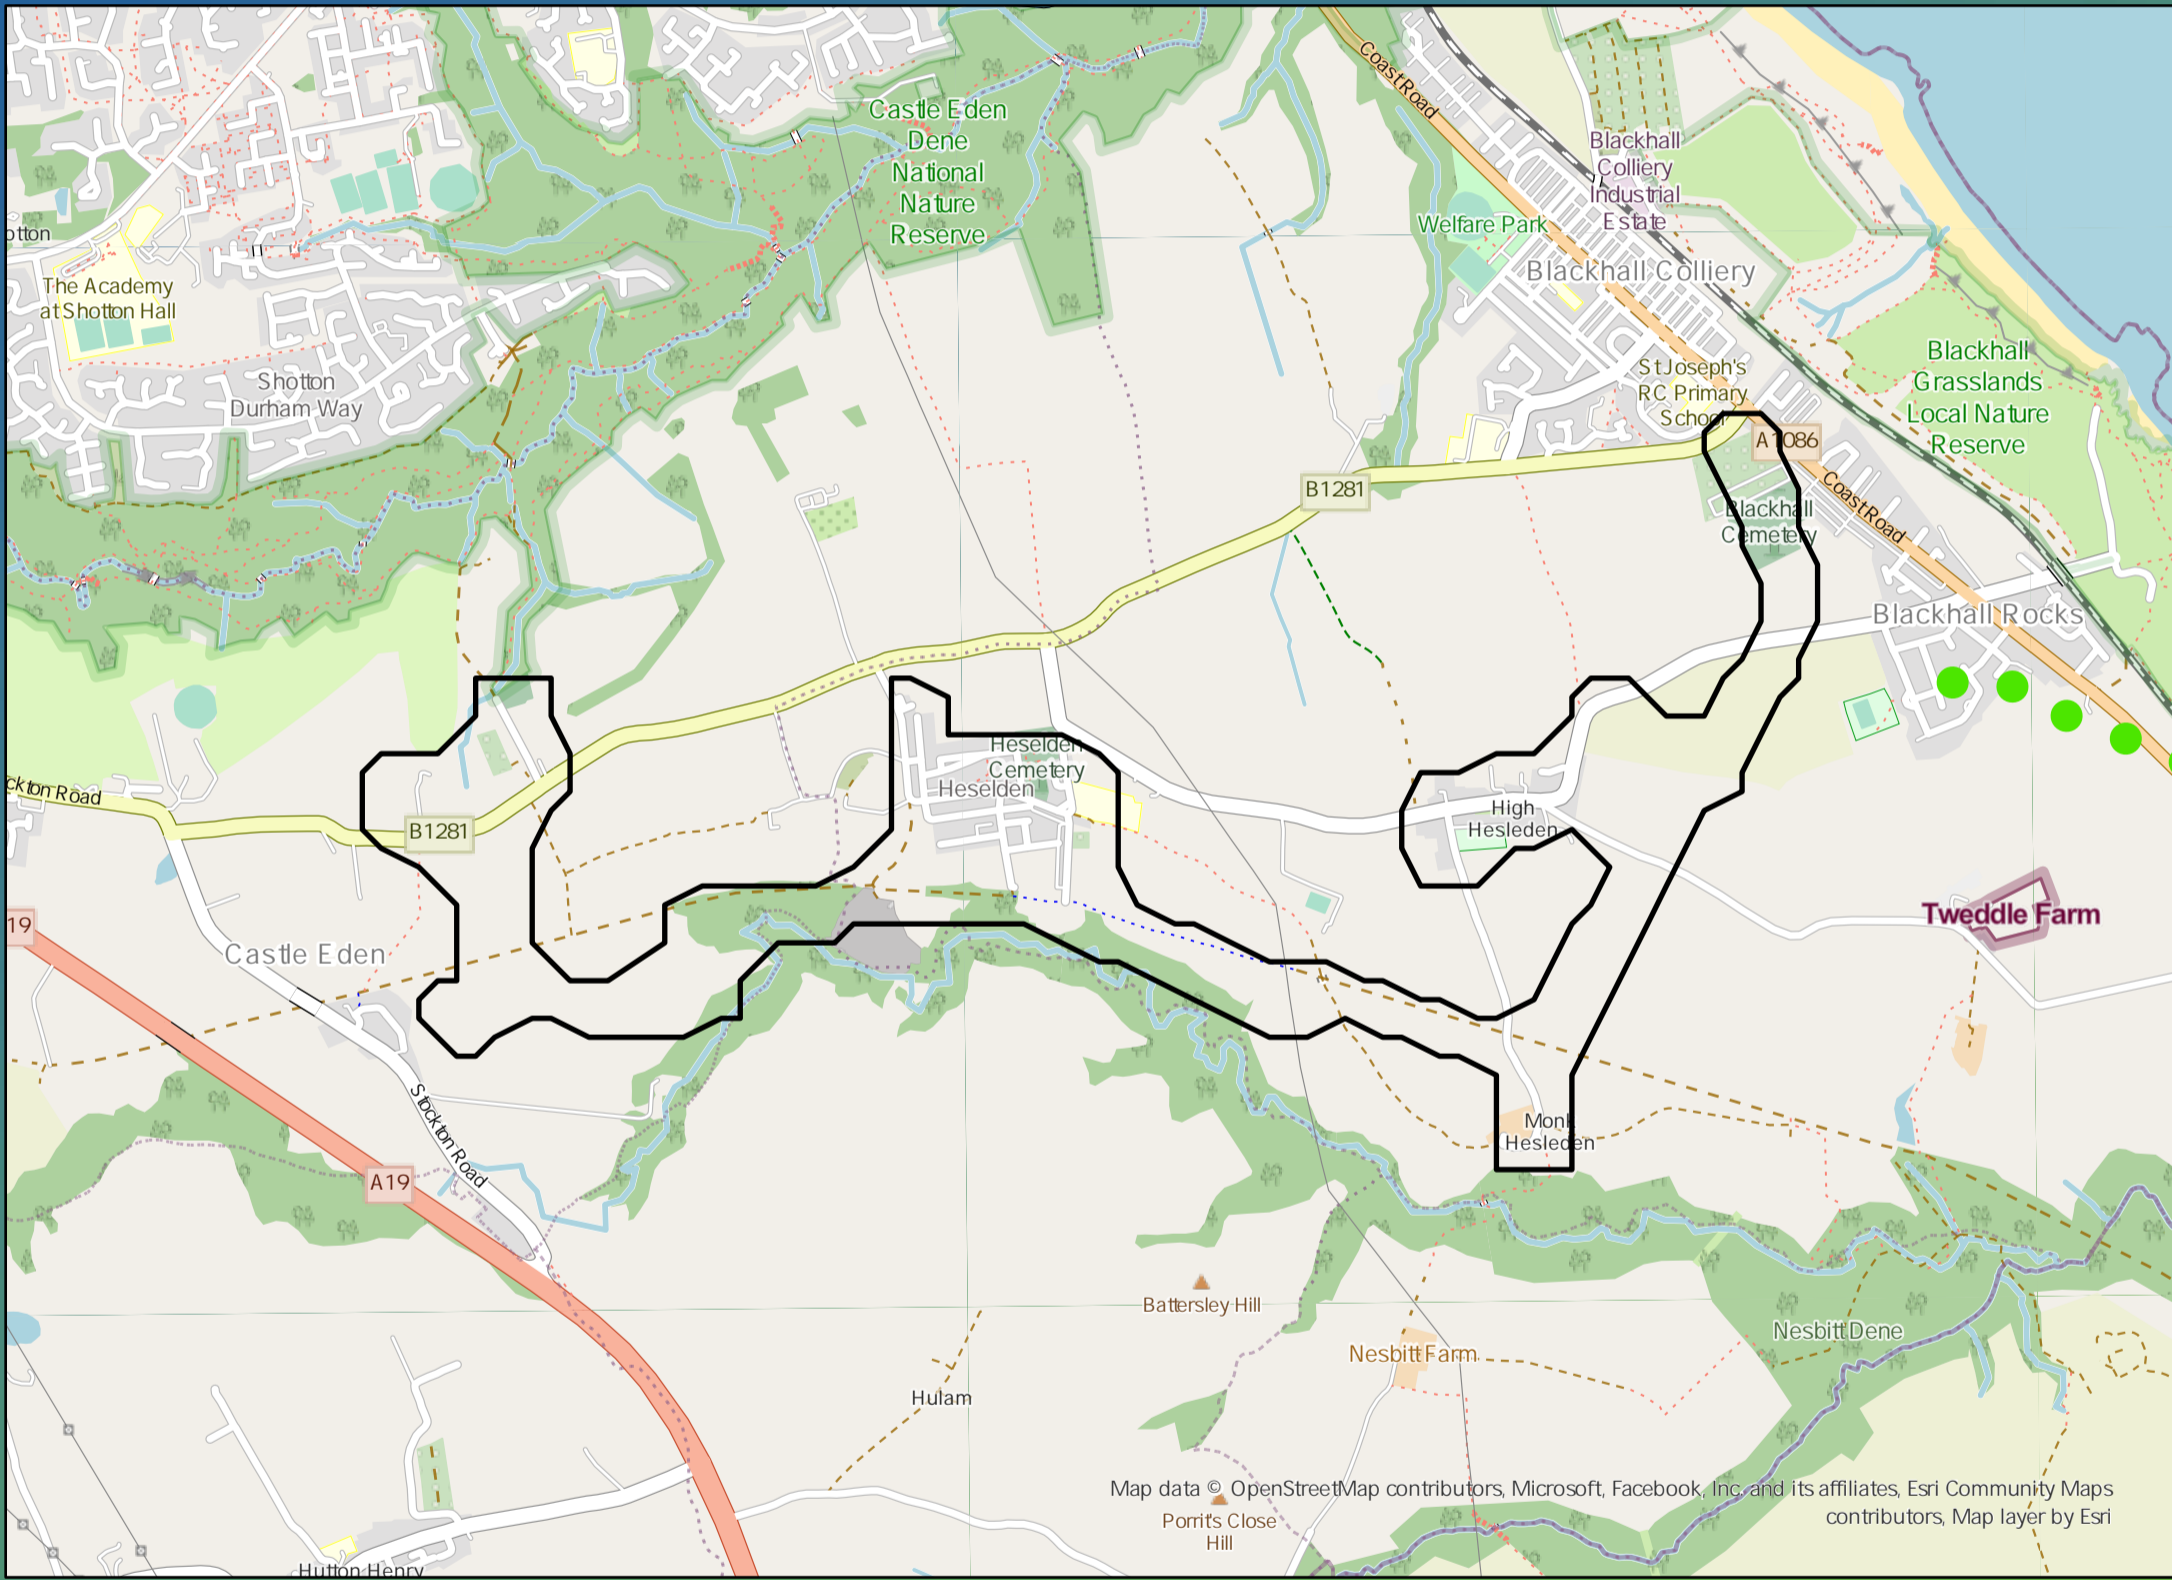 Coast Road
Castle Eden
Dene
National
Nature
Reserve
Blackhall
Colliery
Industrial
Estate
Welfare Park
otton
Blackhall Colliery
The Academy
at Shotton Hall
Blackhall
Grasslands
Local Nature
Reserve
Shotton
Durham Way
St Joseph's
RC Primary
School
A1086
B1281
Coast Road
Blackhall
Cemetery
Blackhall Rocks
Heselden
Cemetery
Heselden
ckton Road
B1281
High
Hesleden
19
Tweddle Farm
Castle Eden
Stockton Road
Monk
Hesleden
A19
Battersley Hill
Nesbitt Dene
Nesbitt Farm
Hulam
Map data © OpenStreetMap contributors, Microsoft, Facebook, Inc. and its affiliates, Esri Community Maps
contributors, Map layer by Esri
Porrit's Close
Hill
Hutton Henry